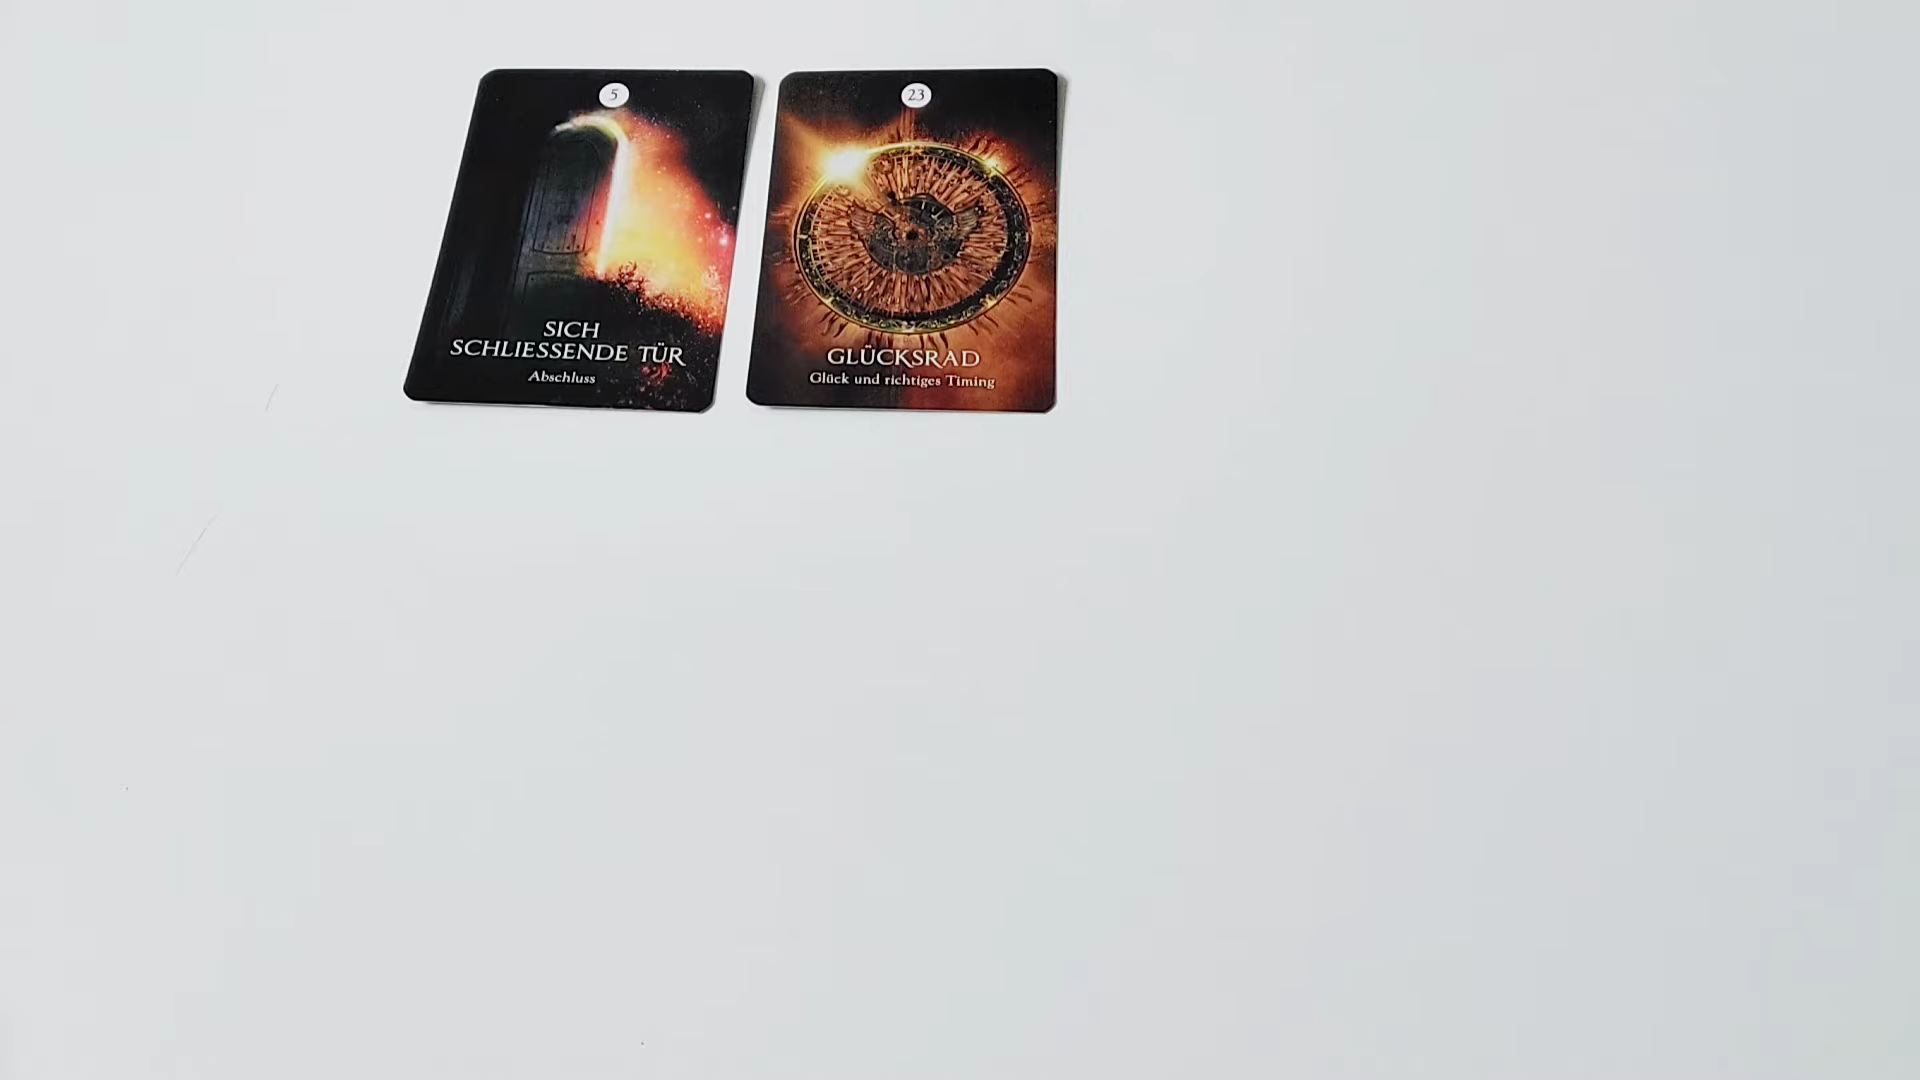 5
SICH
SCHLIESSENDE TÜR
Abschluss
23
GLÜCKSRAD
Glück und richtiges Timing